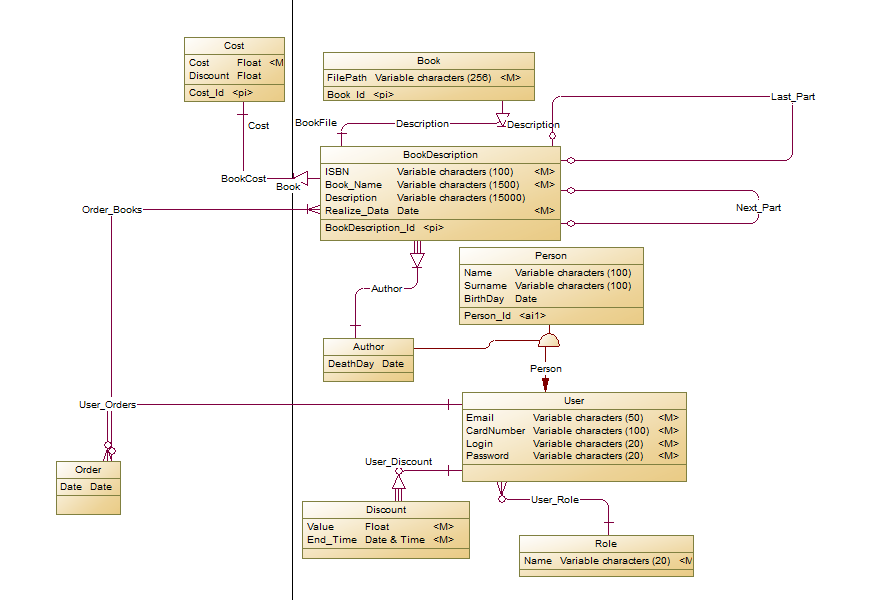 Cost
Cost Float <M
Discount Float
Cost_Id <pi>
Book
FilePath Variable characters (256) <M>
Book_Id <pi>
Last_Part
Cost
BookFile
Description
Description
BookDescription
ISBN Variable characters (100) <M>
Book_Name Variable characters (1500) <M>
Description Variable characters (15000)
Realize_Data Date <M>
BookDescription_Id <pi>
BookCost
Book
Order_Books
Next_Part
Person
Name Variable characters (100)
Surname Variable characters (100)
BirthDay Date
Person_Id <ai1>
Author
Author
DeathDay Date
Person
User_Orders
User
Email Variable characters (50) <M>
CardNumber Variable characters (100) <M>
Login Variable characters (20) <M>
Password Variable characters (20) <M>
Order
Date Date
User_Discount
Discount
Value Float <M>
End_Time Date & Time <M>
User_Role
Role
Name Variable characters (20) <M